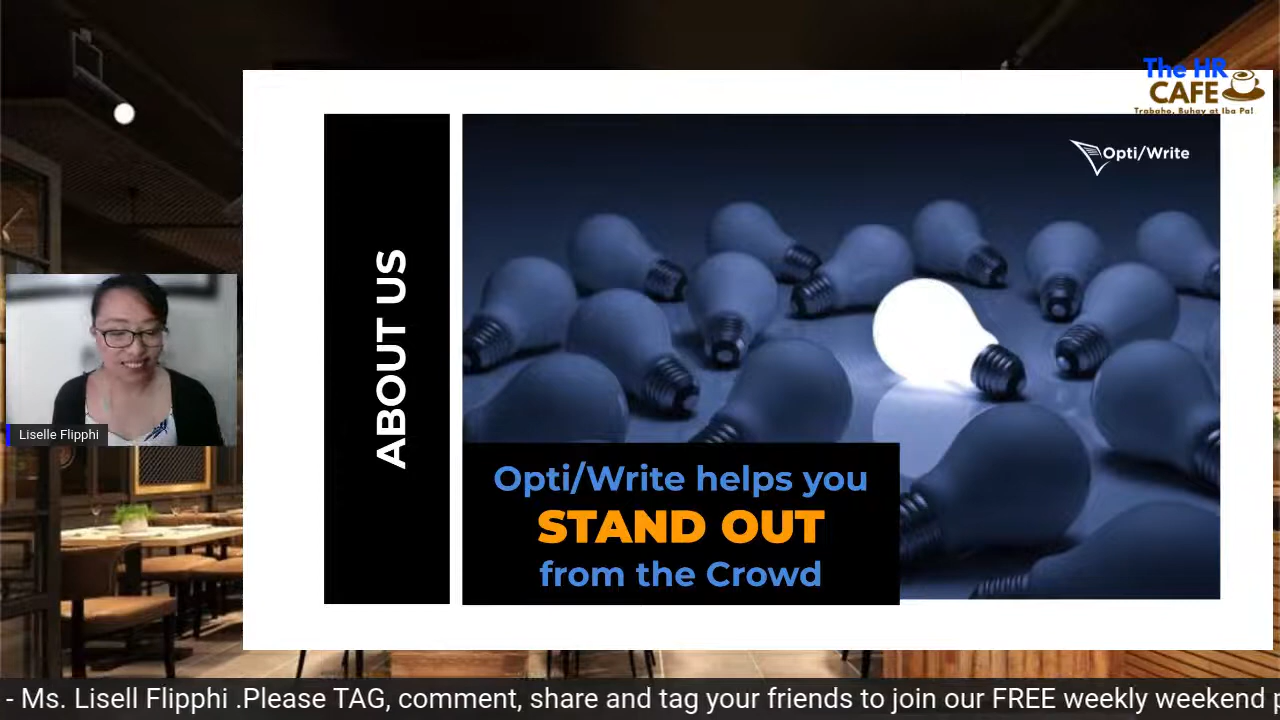 The HR
CAFE
Trabaho, Buhay at Iba Pa!
Opti/Write
ABOUT US
Opti/Write helps you
STAND OUT
from the Crowd
Liselle Flipphi
- Ms. Lisell Flipphi .Please TAG, comment, share and tag your friends to join our FREE weekly weekend